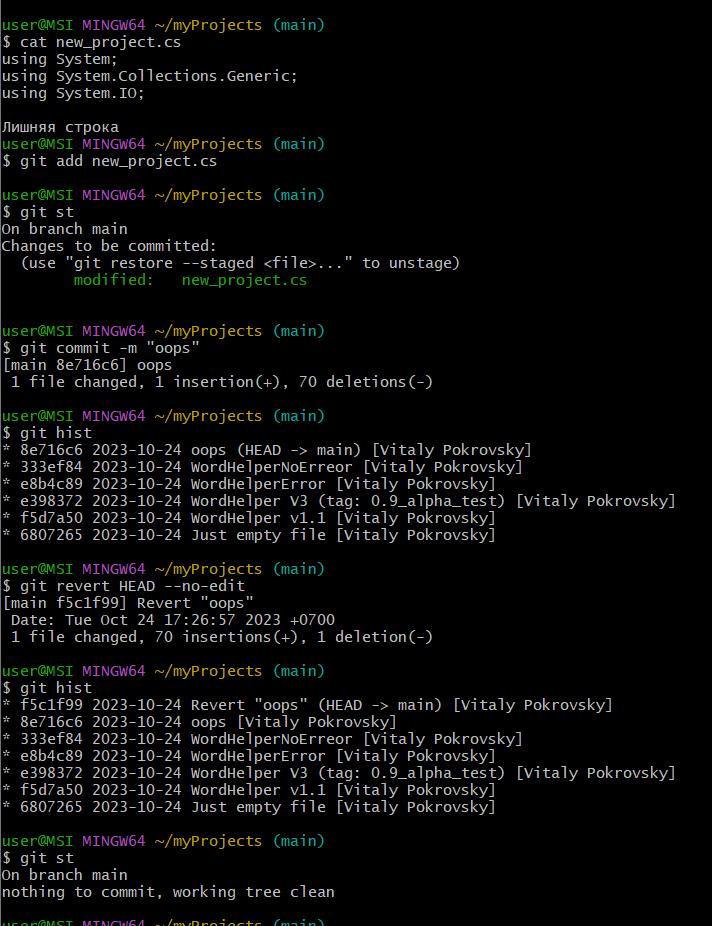 user@MSI MINGW64 ~/myProjects (main)
$ cat new_project.cs
using System;
using System.Collections.Generic;
using System.IO;
Лишняя строка
user@MSI MINGW64 ~/myProjects (main)
$ git add new_project.cs
user@MSI MINGW64 ~/myProjects (main)
$ git st
On branch main
Changes to be committed:
  (use "git restore --staged <file>..." to unstage)
        modified:   new_project.cs
user@MSI MINGW64 ~/myProjects (main)
$ git commit -m "oops"
[main 8e716c6] oops
 1 file changed, 1 insertion(+), 70 deletions(-)
user@MSI MINGW64 ~/myProjects (main)
$ git hist
* 8e716c6 2023-10-24 oops (HEAD -> main) [Vitaly Pokrovsky]
* 333ef84 2023-10-24 WordHelperNoErreor [Vitaly Pokrovsky]
* e8b4c89 2023-10-24 WordHelperError [Vitaly Pokrovsky]
* e398372 2023-10-24 WordHelper V3 (tag: 0.9_alpha_test) [Vitaly Pokrovsky]
* f5d7a50 2023-10-24 WordHelper v1.1 [Vitaly Pokrovsky]
* 6807265 2023-10-24 Just empty file [Vitaly Pokrovsky]
user@MSI MINGW64 ~/myProjects (main)
$ git revert HEAD --no-edit
[main f5c1f99] Revert "oops"
 Date: Tue Oct 24 17:26:57 2023 +0700
 1 file changed, 70 insertions(+), 1 deletion(-)
user@MSI MINGW64 ~/myProjects (main)
$ git hist
* f5c1f99 2023-10-24 Revert "oops" (HEAD -> main) [Vitaly Pokrovsky]
* 8e716c6 2023-10-24 oops [Vitaly Pokrovsky]
* 333ef84 2023-10-24 WordHelperNoErreor [Vitaly Pokrovsky]
* e8b4c89 2023-10-24 WordHelperError [Vitaly Pokrovsky]
* e398372 2023-10-24 WordHelper V3 (tag: 0.9_alpha_test) [Vitaly Pokrovsky]
* f5d7a50 2023-10-24 WordHelper v1.1 [Vitaly Pokrovsky]
* 6807265 2023-10-24 Just empty file [Vitaly Pokrovsky]
user@MSI MINGW64 ~/myProjects (main)
$ git st
On branch main
nothing to commit, working tree clean
user@MSI MINGW64 ~/myProjects (main)